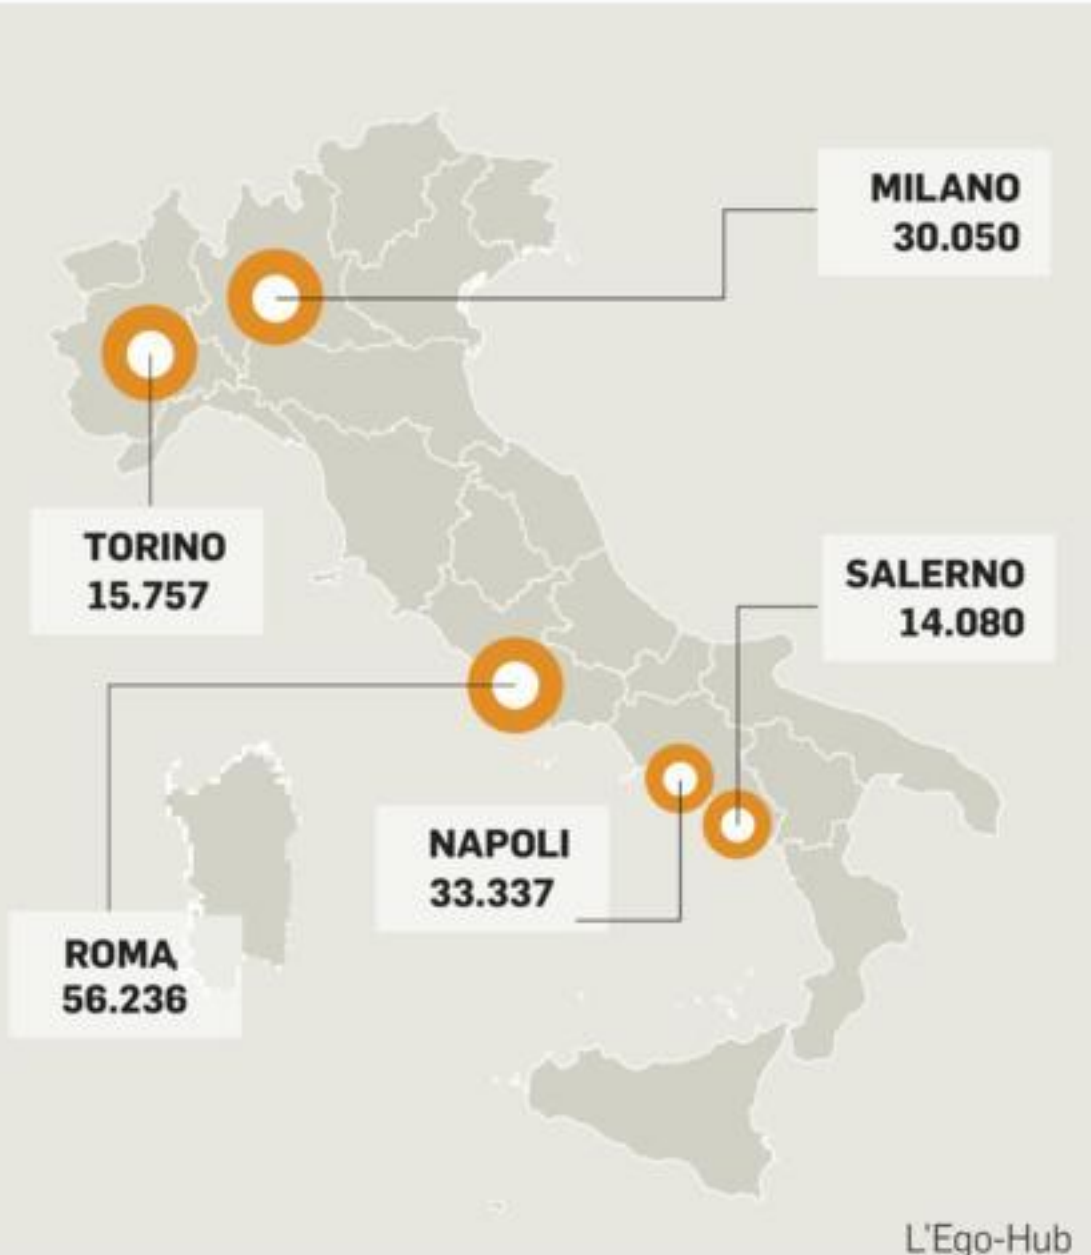 MILANO
30.050
TORINO
15.757
SALERNO
14.080
NAPOLI
33.337
ROMA
56.236
L'Ego-Hub